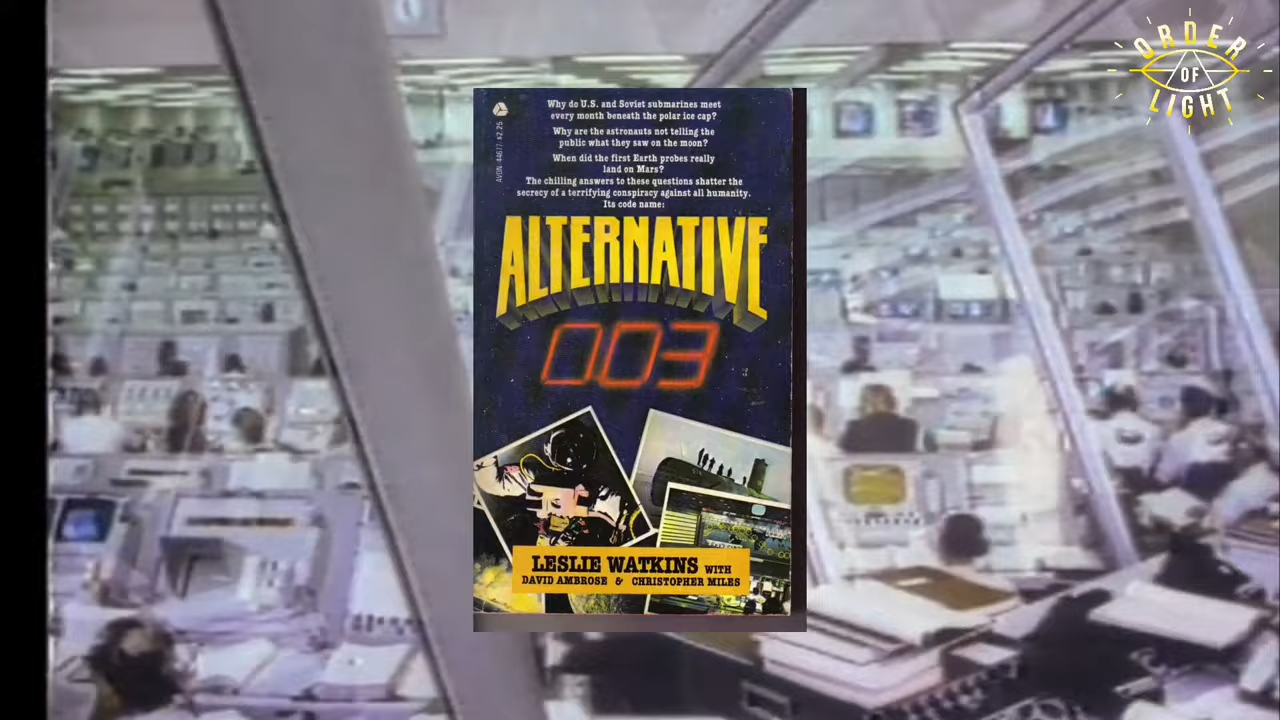 ORDER
OF
LIGHT
Why do U.S. and Soviet submarines meet
every month beneath the polar ice cap?
Why are the astronauts not telling the
public what they saw on the moon?
When did the first Earth probes really
land on Mars?
The chilling answers to these questions shatter the
secrecy of a terrifying conspiracy against all humanity.
Its code name:
AVON 44677 $2.25
ALTERNATIVE
003
LESLIE WATKINS WITH
DAVID AMBROSE & CHRISTOPHER MILES